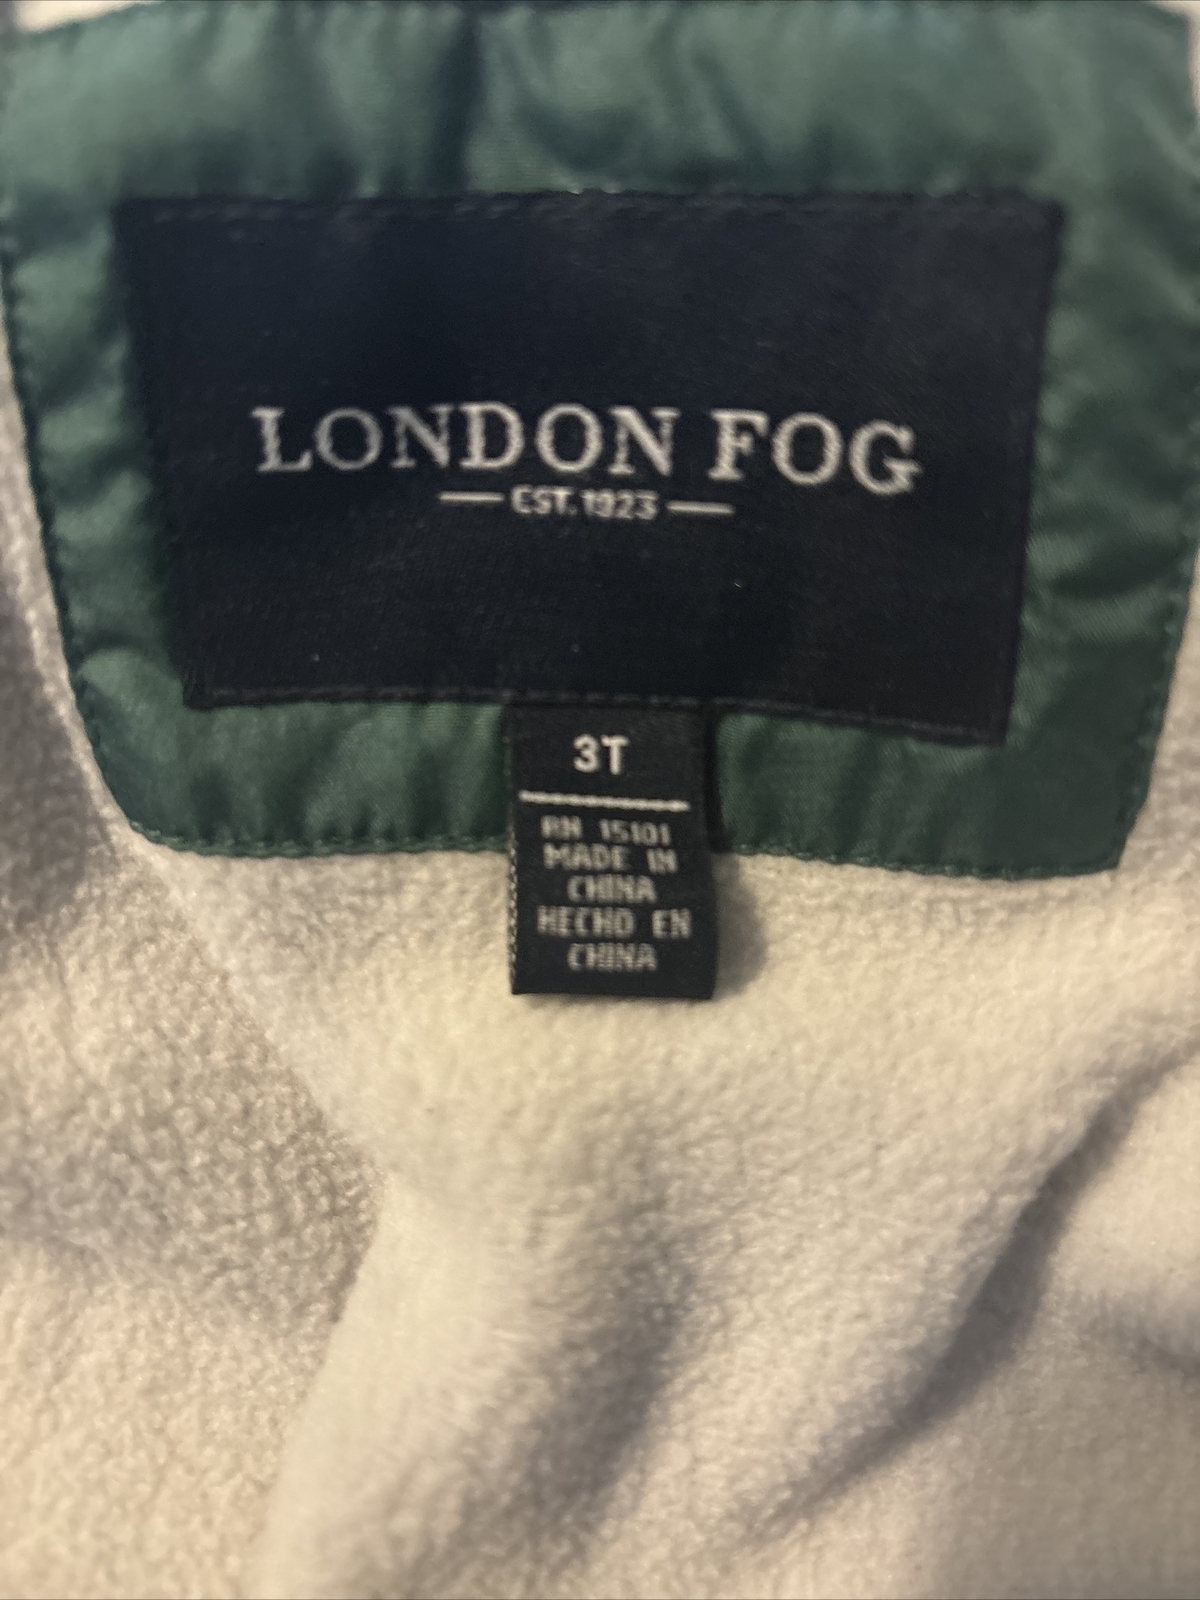 LONDON FOG
EST. 1923
3T
RN 15101
MADE IN
CHINA
HECHO EN
CHINA